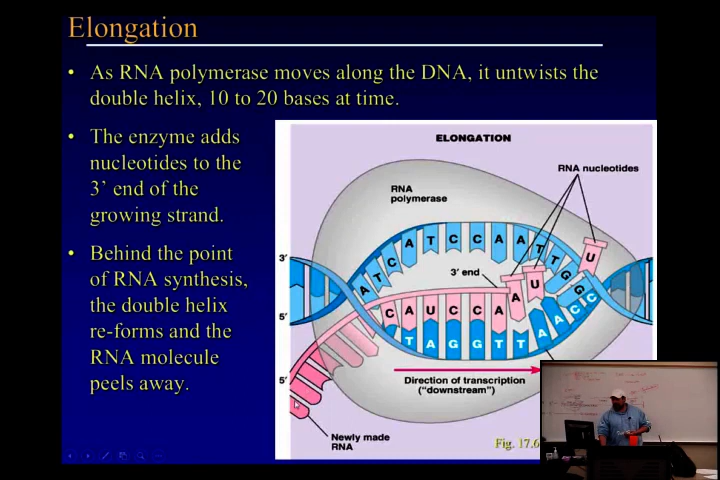 Elongation
• As RNA polymerase moves along the DNA, it untwists the
double helix, 10 to 20 bases at time.
• The enzyme adds
nucleotides to the
3’ end of the
growing strand.
• Behind the point
of RNA synthesis,
the double helix
re-forms and the
RNA molecule
peels away.
ELONGATION
RNA nucleotides
RNA
polymerase
A T C A T C C A A T T G G
U
3' end
3'
5'
C A U C C A A U
T A G G T T A A C C
5'
Direction of transcription
("downstream")
Newly made
RNA
Fig. 17.6